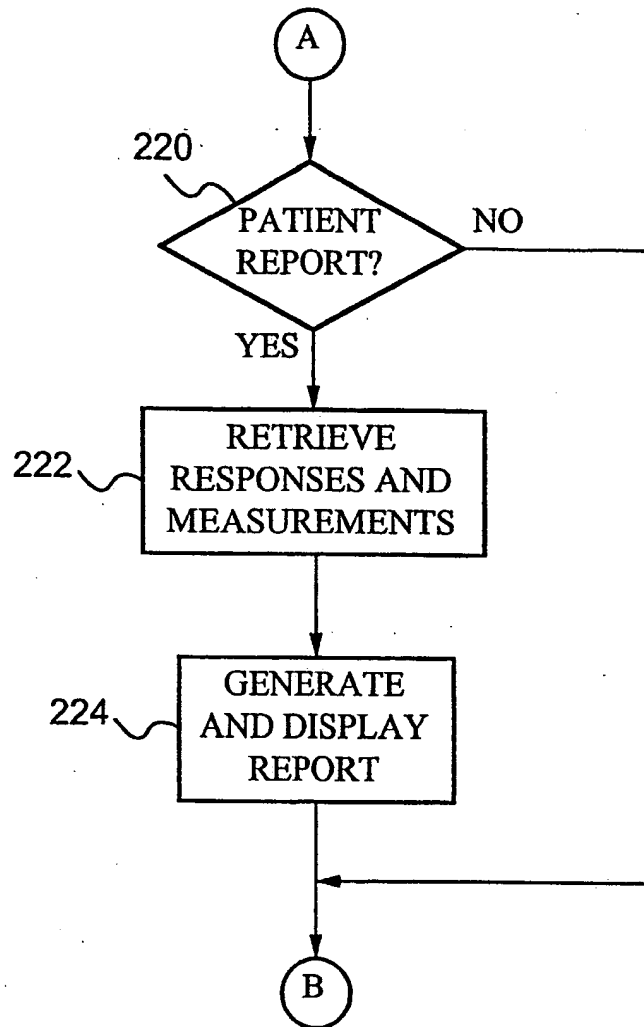 A
220
PATIENT
REPORT?
NO
YES
222
RETRIEVE
RESPONSES AND
MEASUREMENTS
224
GENERATE
AND DISPLAY
REPORT
B